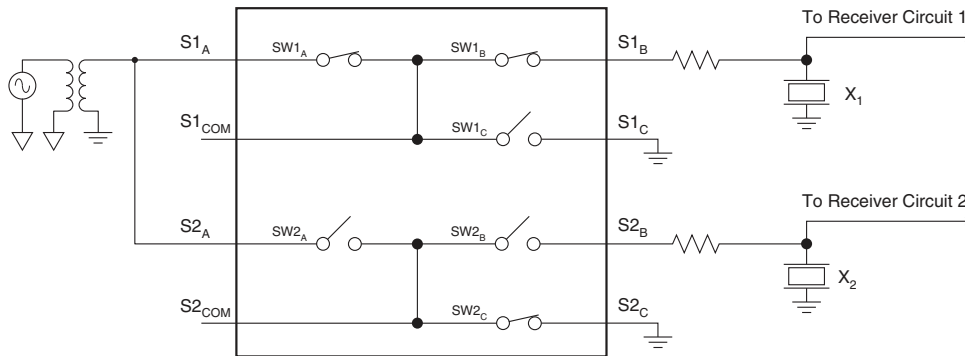 To Receiver Circuit 1
S1A SW1A SW1B S1B
X1
S1COM SW1C S1C
To Receiver Circuit 2
S2A SW2A SW2B S2B
X2
S2COM SW2C S2C